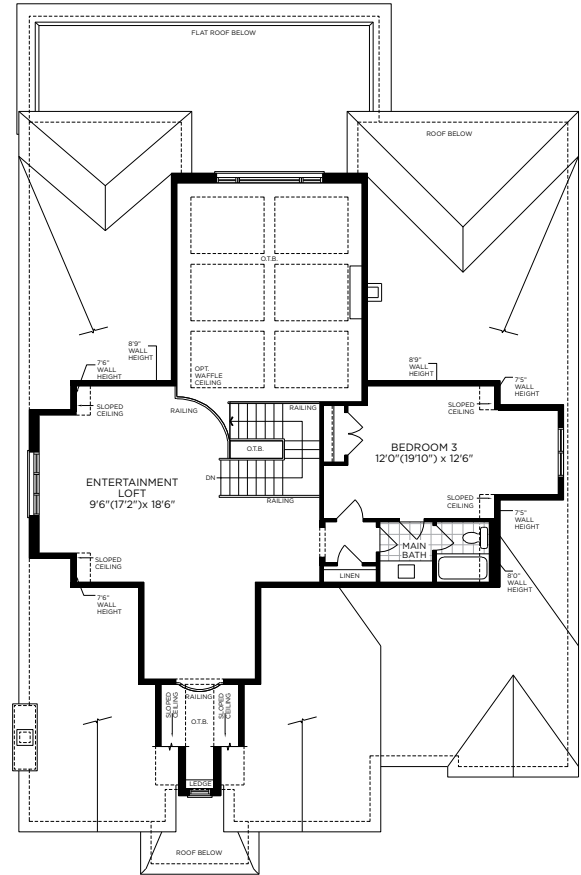 FLAT ROOF BELOW
ROOF BELOW
O.T.B.
8'9"
WALL
HEIGHT
7'6"
WALL
HEIGHT
OPT.
WAFFLE
CEILING
8'9"
WALL
HEIGHT
7'5"
WALL
HEIGHT
SLOPED
CEILING
RAILING
RAILING
SLOPED
CEILING
O.T.B.
BEDROOM 3
12'0"(19'10") x 12'6"
DN
ENTERTAINMENT
LOFT
9'6"(17'2")x 18'6"
RAILING
SLOPED
CEILING
7'5"
WALL
HEIGHT
MAIN
BATH
SLOPED
CEILING
LINEN
8'0"
WALL
HEIGHT
7'6"
WALL
HEIGHT
RAILING
SLOPED
CEILING
O.T.B.
SLOPED
CEILING
LEDGE
ROOF BELOW